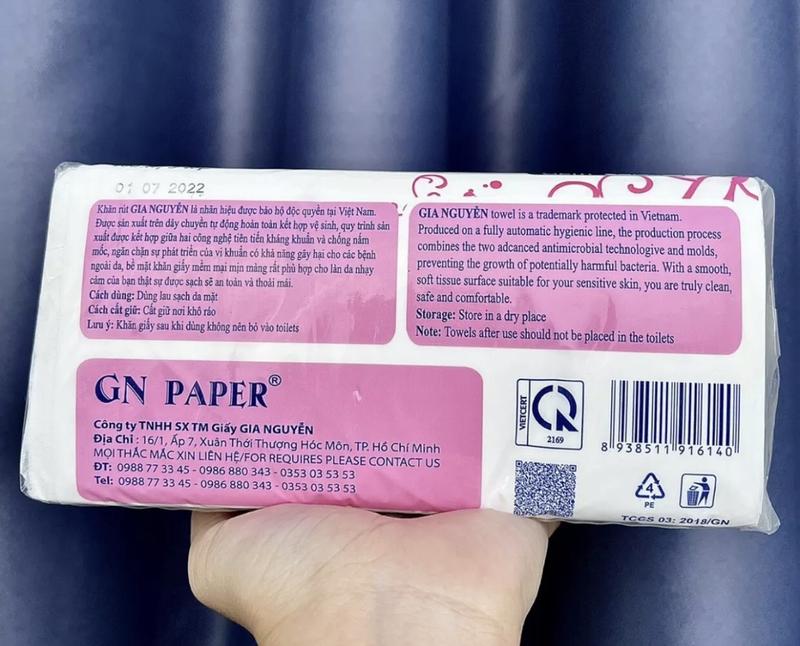 01 07 2022
Khăn rút GIA NGUYỄN là nhãn hiệu được bảo hộ độc quyền tại Việt Nam.
Được sản xuất trên dây chuyền tự động hoàn toàn kết hợp vệ sinh, quy trình sản
xuất được kết hợp giữa hai công nghệ tiên tiến kháng khuẩn và chống nấm
mốc, ngăn chặn sự phát triển của vi khuẩn có khả năng gây hại cho các bệnh
ngoài da, bề mặt khăn giấy mềm mại mịn màng rất phù hợp cho làn da nhạy
cảm của bạn thật sự được sạch sẽ an toàn và thoải mái.
Cách dùng: Dùng lau sạch da mặt
Cách cất giữ: Cất giữ nơi khô ráo
Lưu ý: Khăn giấy sau khi dùng không nên bỏ vào toilets
GIA NGUYỄN towel is a trademark protected in Vietnam.
Produced on a fully automatic hygienic line, the production process
combines the two adcanced antimicrobial technologive and molds,
preventing the growth of potentially harmful bacteria. With a smooth,
soft tissue surface suitable for your sensitive skin, you are truly clean,
safe and comfortable.
Storage: Store in a dry place
Note: Towels after use should not be placed in the toilets
GN PAPER®
Công ty TNHH SX TM Giấy GIA NGUYỄN
Địa Chỉ : 16/1, Ấp 7, Xuân Thới Thượng Hóc Môn, TP. Hồ Chí Minh
MỌI THẮC MẮC XIN LIÊN HỆ/FOR REQUIRES PLEASE CONTACT US
ĐT: 0988 77 33 45 - 0986 880 343 - 0353 03 53 53
Tel: 0988 77 33 45 - 0986 880 343 - 0353 03 53 53
VIETCERT
2169
8 938511 916140
4
PE
TCCS 03: 2018/GN